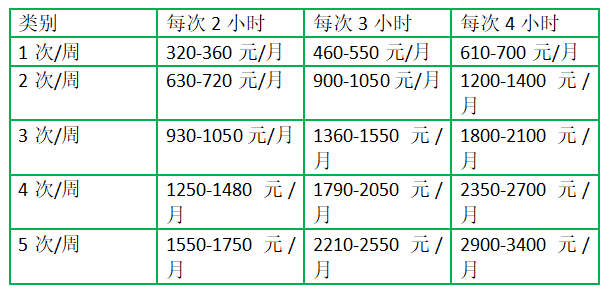 类别 每次 2 小时 每次 3 小时 每次 4 小时
1 次/周 320-360 元/月 460-550 元/月 610-700 元/月
2 次/周 630-720 元/月 900-1050 元/月 1200-1400 元/月
3 次/周 930-1050 元/月 1360-1550 元/月 1800-2100 元/月
4 次/周 1250-1480 元/月 1790-2050 元/月 2350-2700 元/月
5 次/周 1550-1750 元/月 2210-2550 元/月 2900-3400 元/月